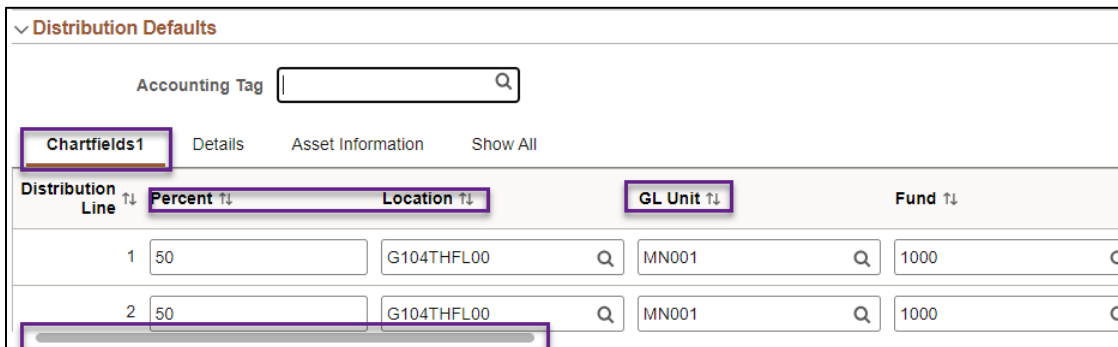 Distribution Defaults
Accounting Tag
Chartfields1 Details Asset Information Show All
Distribution Line Percent Location GL Unit Fund
1 50 G104THFL00 MN001 1000
2 50 G104THFL00 MN001 1000